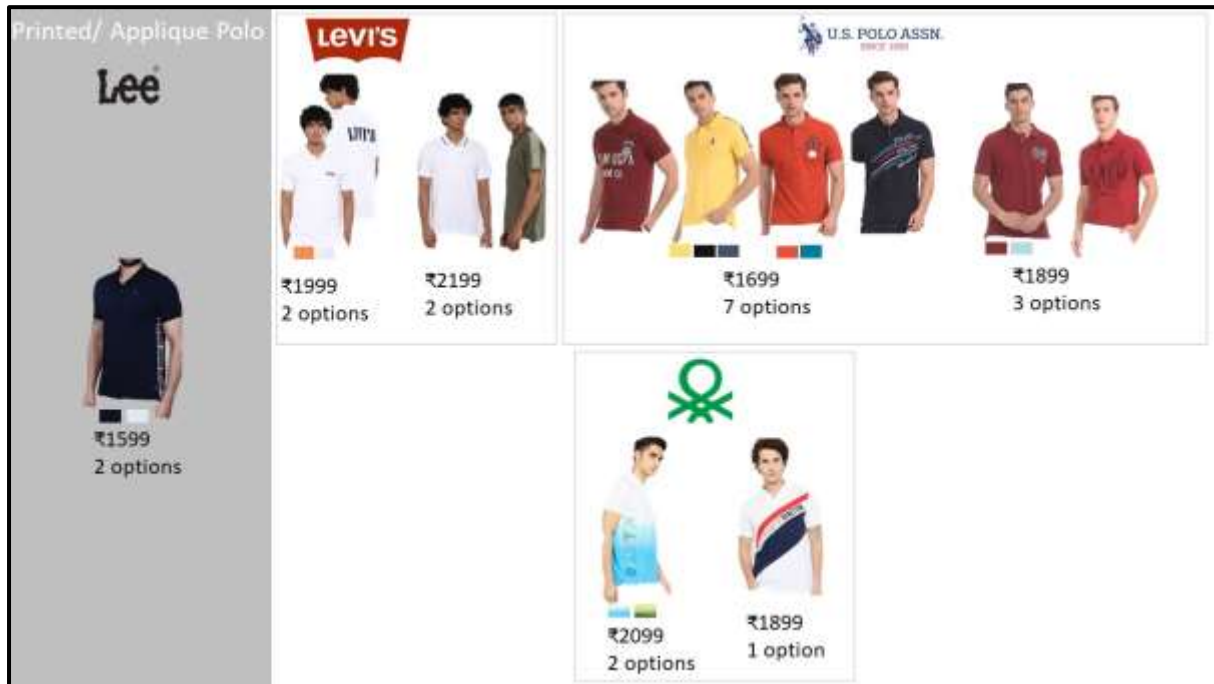 Printed/ Applique Polo
Lee
LEVI'S
U.S. POLO ASSN.
SINCE 1890
₹1999
2 options
₹2199
2 options
₹1699
7 options
₹1899
3 options
₹1599
2 options
₹2099
2 options
₹1899
1 option